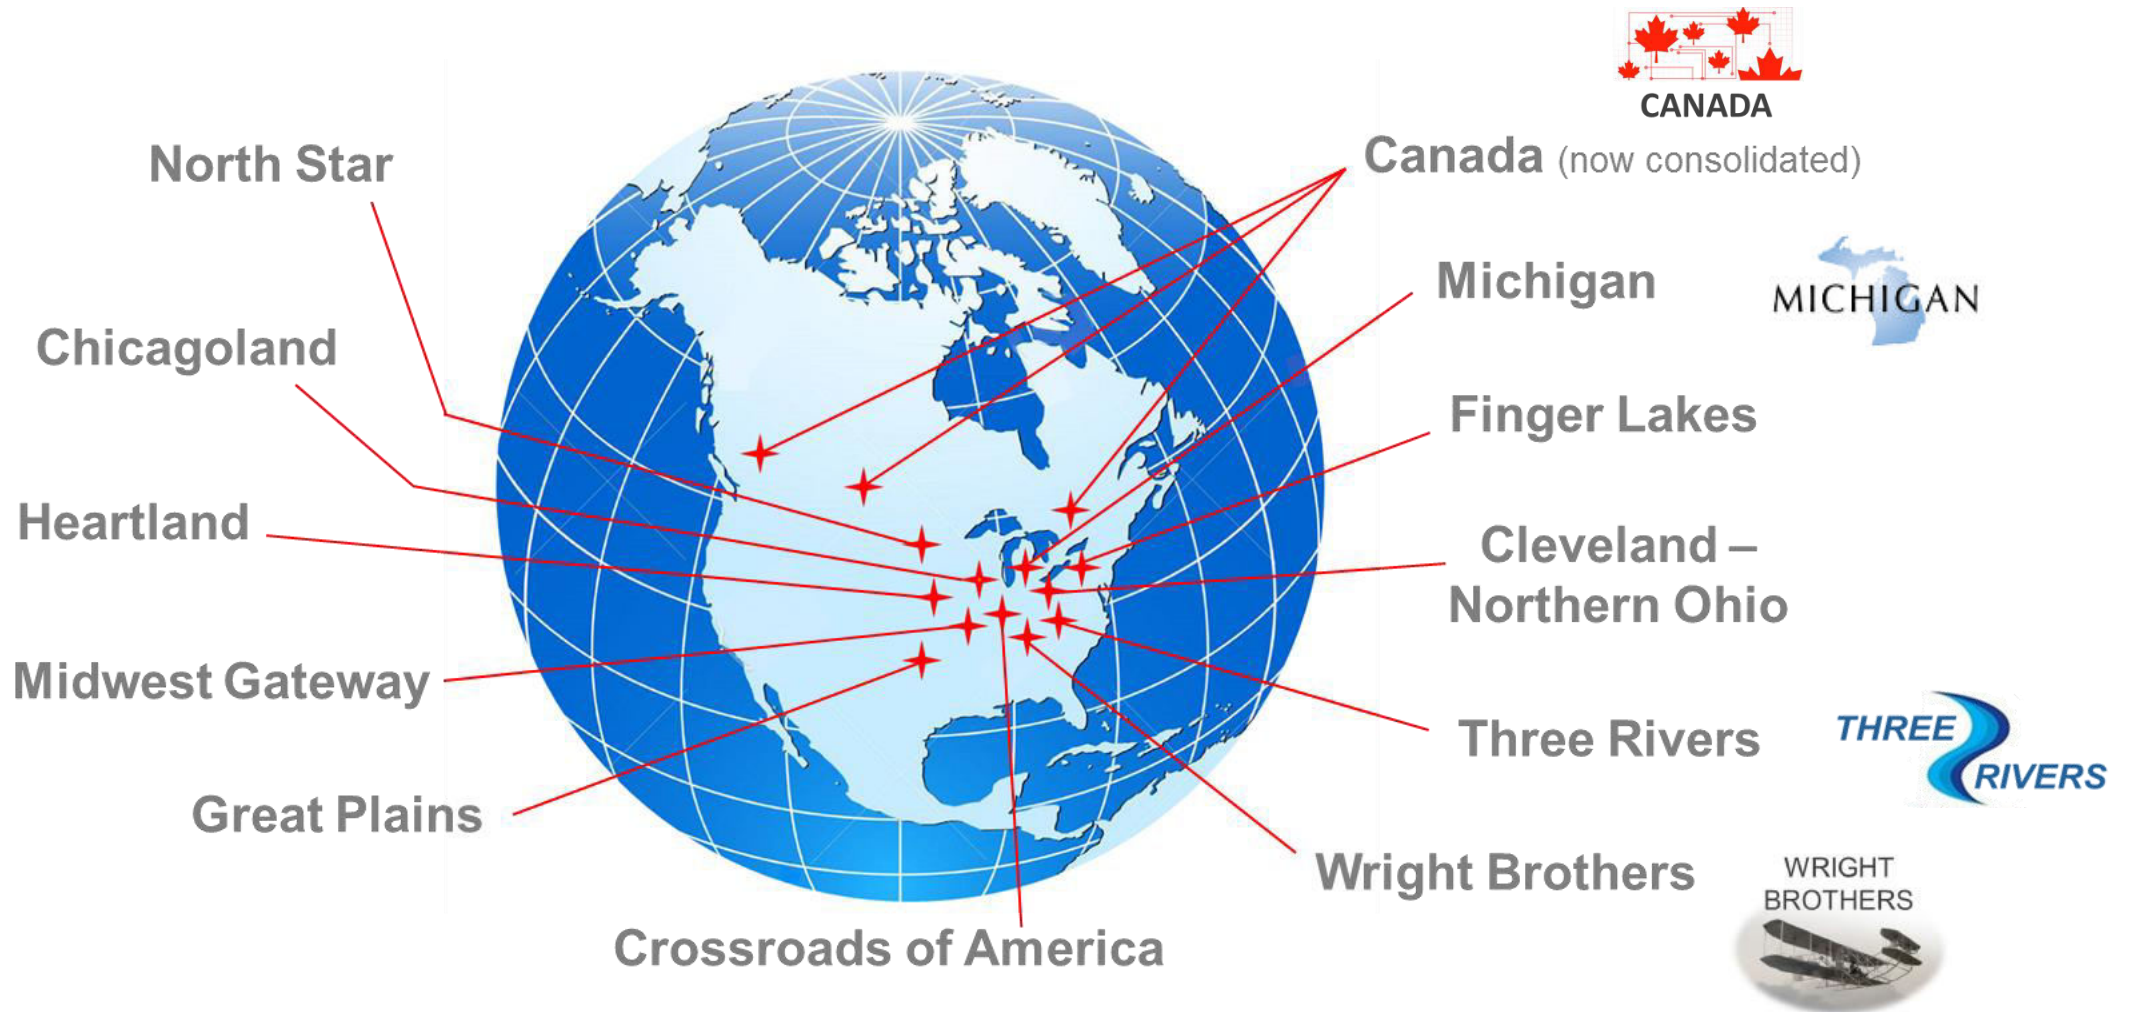 CANADA
Canada (now consolidated)
North Star
Michigan
MICHIGAN
Chicagoland
Finger Lakes
Heartland
Cleveland –
Northern Ohio
Midwest Gateway
Three Rivers
THREE
RIVERS
Great Plains
Wright Brothers
WRIGHT
BROTHERS
Crossroads of America